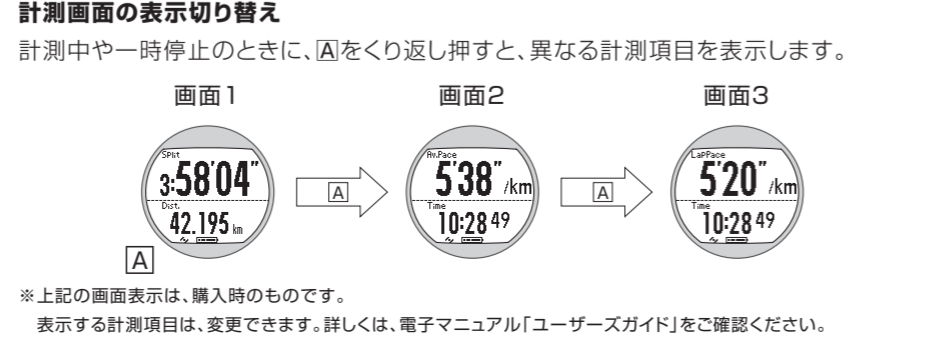 計測画面の表示切り替え
計測中や一時停止のときに、Aをくり返し押すと、異なる計測項目を表示します。
画面1 画面2 画面3
Split
3:58'04"
Dist.
42.195 km
A
A
Av.Pace
5'38" /km
Time
10:28 49
A
LapPace
5'20" /km
Time
10:28 49
※上記の画面表示は、購入時のものです。
表示する計測項目は、変更できます。詳しくは、電子マニュアル「ユーザーズガイド」をご確認ください。